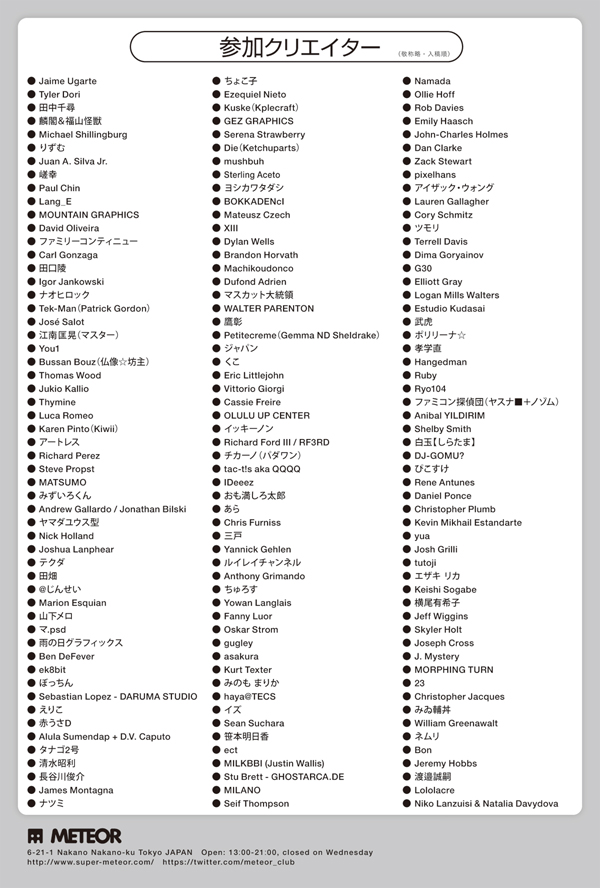 参加クリエイター
（敬称略・入稿順）
● Jaime Ugarte
● Tyler Dori
● 田中千尋
● 麟閣&福山怪獣
● Michael Shillingburg
● りずむ
● Juan A. Silva Jr.
● 嵯幸
● Paul Chin
● Lang_E
● MOUNTAIN GRAPHICS
● David Oliveira
● ファミリーコンティニュー
● Carl Gonzaga
● 田口陵
● Igor Jankowski
● ナオヒロック
● Tek-Man（Patrick Gordon）
● José Salot
● 江南匡晃（マスター）
● You1
● Bussan Bouz（仏像☆坊主）
● Thomas Wood
● Jukio Kallio
● Thymine
● Luca Romeo
● Karen Pinto（Kiwii）
● アートレス
● Richard Perez
● Steve Propst
● MATSUMO
● みずいろくん
● Andrew Gallardo / Jonathan Bilski
● ヤマダユウス型
● Nick Holland
● Joshua Lanphear
● テクダ
● 田畑
● @じんせい
● Marion Esquian
● 山下メロ
● マ.psd
● 雨の日グラフィックス
● Ben DeFever
● ek8bit
● ぼっちん
● Sebastian Lopez - DARUMA STUDIO
● えりこ
● 赤うさD
● Alula Sumendap + D.V. Caputo
● タナゴ2号
● 清水昭利
● 長谷川俊介
● James Montagna
● ナツミ
● ちょこ子
● Ezequiel Nieto
● Kuske（Kplecraft）
● GEZ GRAPHICS
● Serena Strawberry
● Die（Ketchuparts）
● mushbuh
● Sterling Aceto
● ヨシカワタダシ
● BOKKADENcI
● Mateusz Czech
● XIII
● Dylan Wells
● Brandon Horvath
● Machikoudonco
● Dufond Adrien
● マスカット大統領
● WALTER PARENTON
● 鷹彰
● Petitecreme（Gemma ND Sheldrake）
● ジャバン
● くこ
● Eric Littlejohn
● Vittorio Giorgi
● Cassie Freire
● OLULU UP CENTER
● イッキーノン
● Richard Ford III / RF3RD
● チカーノ（バダワン）
● tac-t!s aka QQQQ
● IDeeez
● おも満しろ太郎
● あら
● Chris Furniss
● 三戸
● Yannick Gehlen
● ルイレイチャンネル
● Anthony Grimando
● ちゅろす
● Yowan Langlais
● Fanny Luor
● Oskar Strom
● gugley
● asakura
● Kurt Texter
● みのも まりか
● haya@TECS
● イズ
● Sean Suchara
● 笹本明日香
● ect
● MILKBBI (Justin Wallis)
● Stu Brett - GHOSTARCA.DE
● MILANO
● Seif Thompson
● Namada
● Ollie Hoff
● Rob Davies
● Emily Haasch
● John-Charles Holmes
● Dan Clarke
● Zack Stewart
● pixelhans
● アイザック・ウォング
● Lauren Gallagher
● Cory Schmitz
● ツモリ
● Terrell Davis
● Dima Goryainov
● G30
● Elliott Gray
● Logan Mills Walters
● Estudio Kudasai
● 武虎
● ポリリーナ☆
● 孝学直
● Hangedman
● Ruby
● Ryo104
● ファミコン探偵団（ヤスナ■＋ノゾム）
● Anibal YILDIRIM
● Shelby Smith
● 白玉【しらたま】
● DJ-GOMU?
● ぴこすけ
● Rene Antunes
● Daniel Ponce
● Christopher Plumb
● Kevin Mikhail Estandarte
● yua
● Josh Grilli
● tutoji
● エザキ リカ
● Keishi Sogabe
● 横尾有希子
● Jeff Wiggins
● Skyler Holt
● Joseph Cross
● J. Mystery
● MORPHING TURN
● 23
● Christopher Jacques
● みゐ輔丼
● William Greenawalt
● ネムリ
● Bon
● Jeremy Hobbs
● 渡邉誠嗣
● Lololacre
● Niko Lanzuisi & Natalia Davydova
METEOR
6-21-1 Nakano Nakano-ku Tokyo JAPAN Open: 13:00-21:00, closed on Wednesday
http://www.super-meteor.com/ https://twitter.com/meteor_club